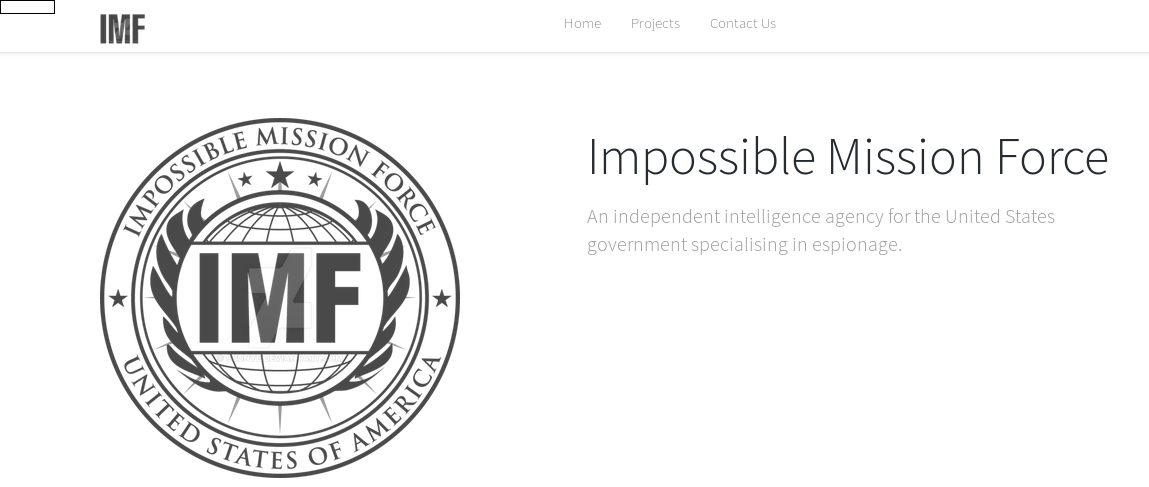 IMF
Home Projects Contact Us
IMPOSSIBLE MISSION FORCE
IMF
UNITED STATES OF AMERICA
Impossible Mission Force
An independent intelligence agency for the United States
government specialising in espionage.